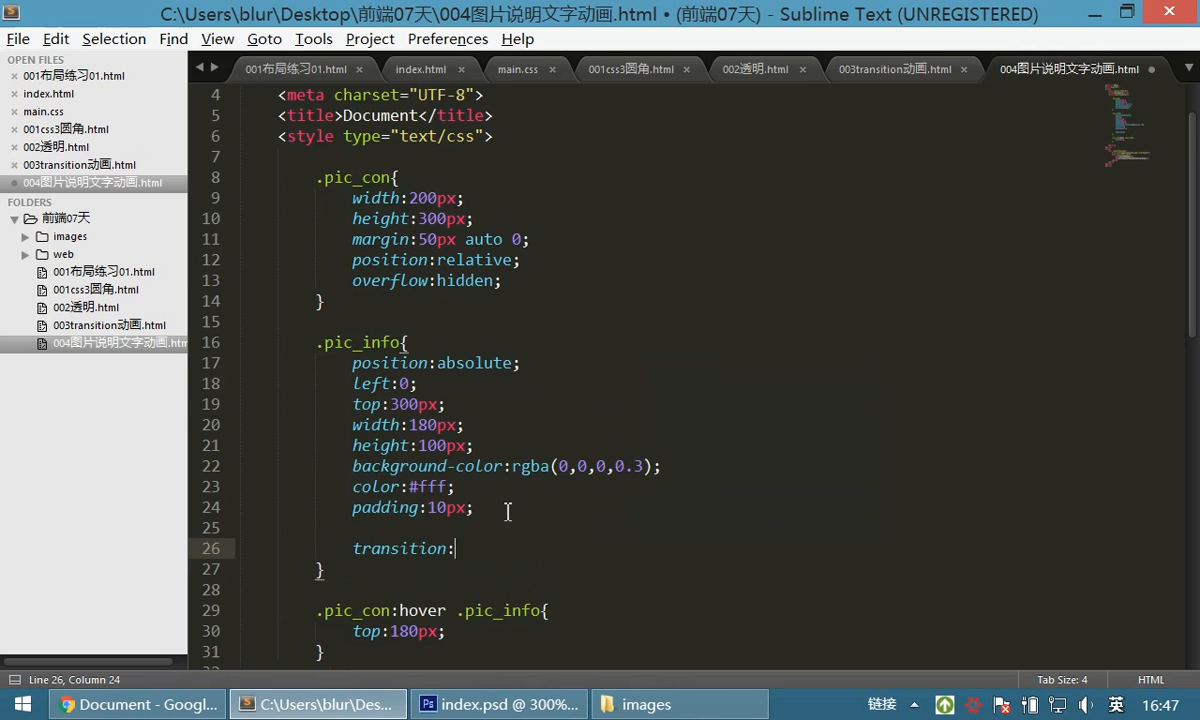 C:\Users\blur\Desktop\前端07天\004图片说明文字动画.html • (前端07天) - Sublime Text (UNREGISTERED)
File Edit Selection Find View Goto Tools Project Preferences Help
OPEN FILES
001布局练习01.html
index.html
main.css
001css3圆角.html
002透明.html
003transition动画.html
004图片说明文字动画.html
FOLDERS
前端07天
images
web
001布局练习01.html
001css3圆角.html
002透明.html
003transition动画.html
004图片说明文字动画.htm
001布局练习01.html index.html main.css 001css3圆角.html 002透明.html 003transition动画.html 004图片说明文字动画.html
4 <meta charset="UTF-8">
5 <title>Document</title>
6 <style type="text/css">
7
8 .pic_con{
9 width:200px;
10 height:300px;
11 margin:50px auto 0;
12 position:relative;
13 overflow:hidden;
14 }
15
16 .pic_info{
17 position:absolute;
18 left:0;
19 top:300px;
20 width:180px;
21 height:100px;
22 background-color:rgba(0,0,0,0.3);
23 color:#fff;
24 padding:10px;
25
26 transition:
27 }
28
29 .pic_con:hover .pic_info{
30 top:180px;
31 }
Line 26, Column 24 Tab Size: 4 HTML
Document - Googl... C:\Users\blur\Des... index.psd @ 300%... images 链接 英 16:47